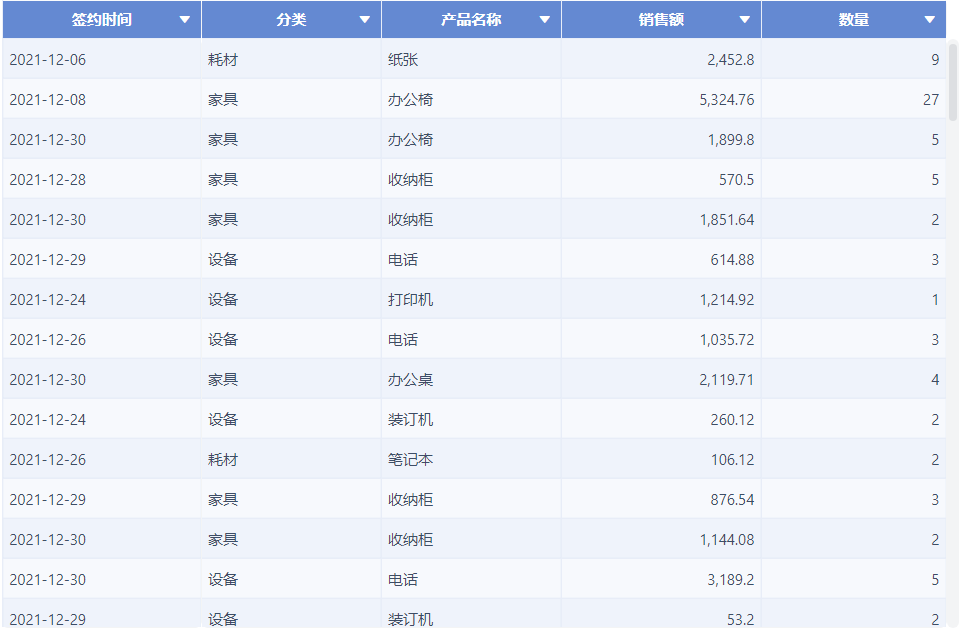 签约时间 分类 产品名称 销售额 数量
2021-12-06 耗材 纸张 2,452.8 9
2021-12-08 家具 办公椅 5,324.76 27
2021-12-30 家具 办公椅 1,899.8 5
2021-12-28 家具 收纳柜 570.5 5
2021-12-30 家具 收纳柜 1,851.64 2
2021-12-29 设备 电话 614.88 3
2021-12-24 设备 打印机 1,214.92 1
2021-12-26 设备 电话 1,035.72 3
2021-12-30 家具 办公桌 2,119.71 4
2021-12-24 设备 装订机 260.12 2
2021-12-26 耗材 笔记本 106.12 2
2021-12-29 家具 收纳柜 876.54 3
2021-12-30 家具 收纳柜 1,144.08 2
2021-12-30 设备 电话 3,189.2 5
2021-12-29 设备 装订机 53.2 2